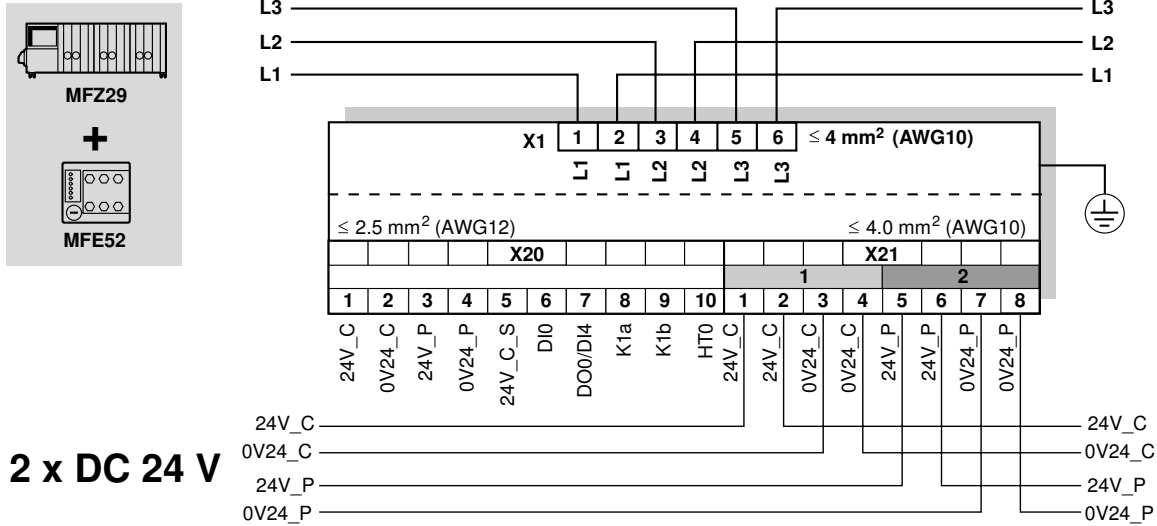 L3 L3
L2 L2
L1 L1
MFZ29
+
MFE52
X1 1 2 3 4 5 6 ≤ 4 mm² (AWG10)
L1 L1 L2 L2 L3 L3
≤ 2.5 mm² (AWG12) ≤ 4.0 mm² (AWG10)
X20 X21
1 2
1 2 3 4 5 6 7 8 9 10 1 2 3 4 5 6 7 8
24V_C 0V24_C 24V_P 0V24_P 24V_C_S DI0 DO0/DI4 K1a K1b HT0 24V_C 24V_C 0V24_C 0V24_C 24V_P 24V_P 0V24_P 0V24_P
2 x DC 24 V
24V_C 24V_C
0V24_C 0V24_C
24V_P 24V_P
0V24_P 0V24_P